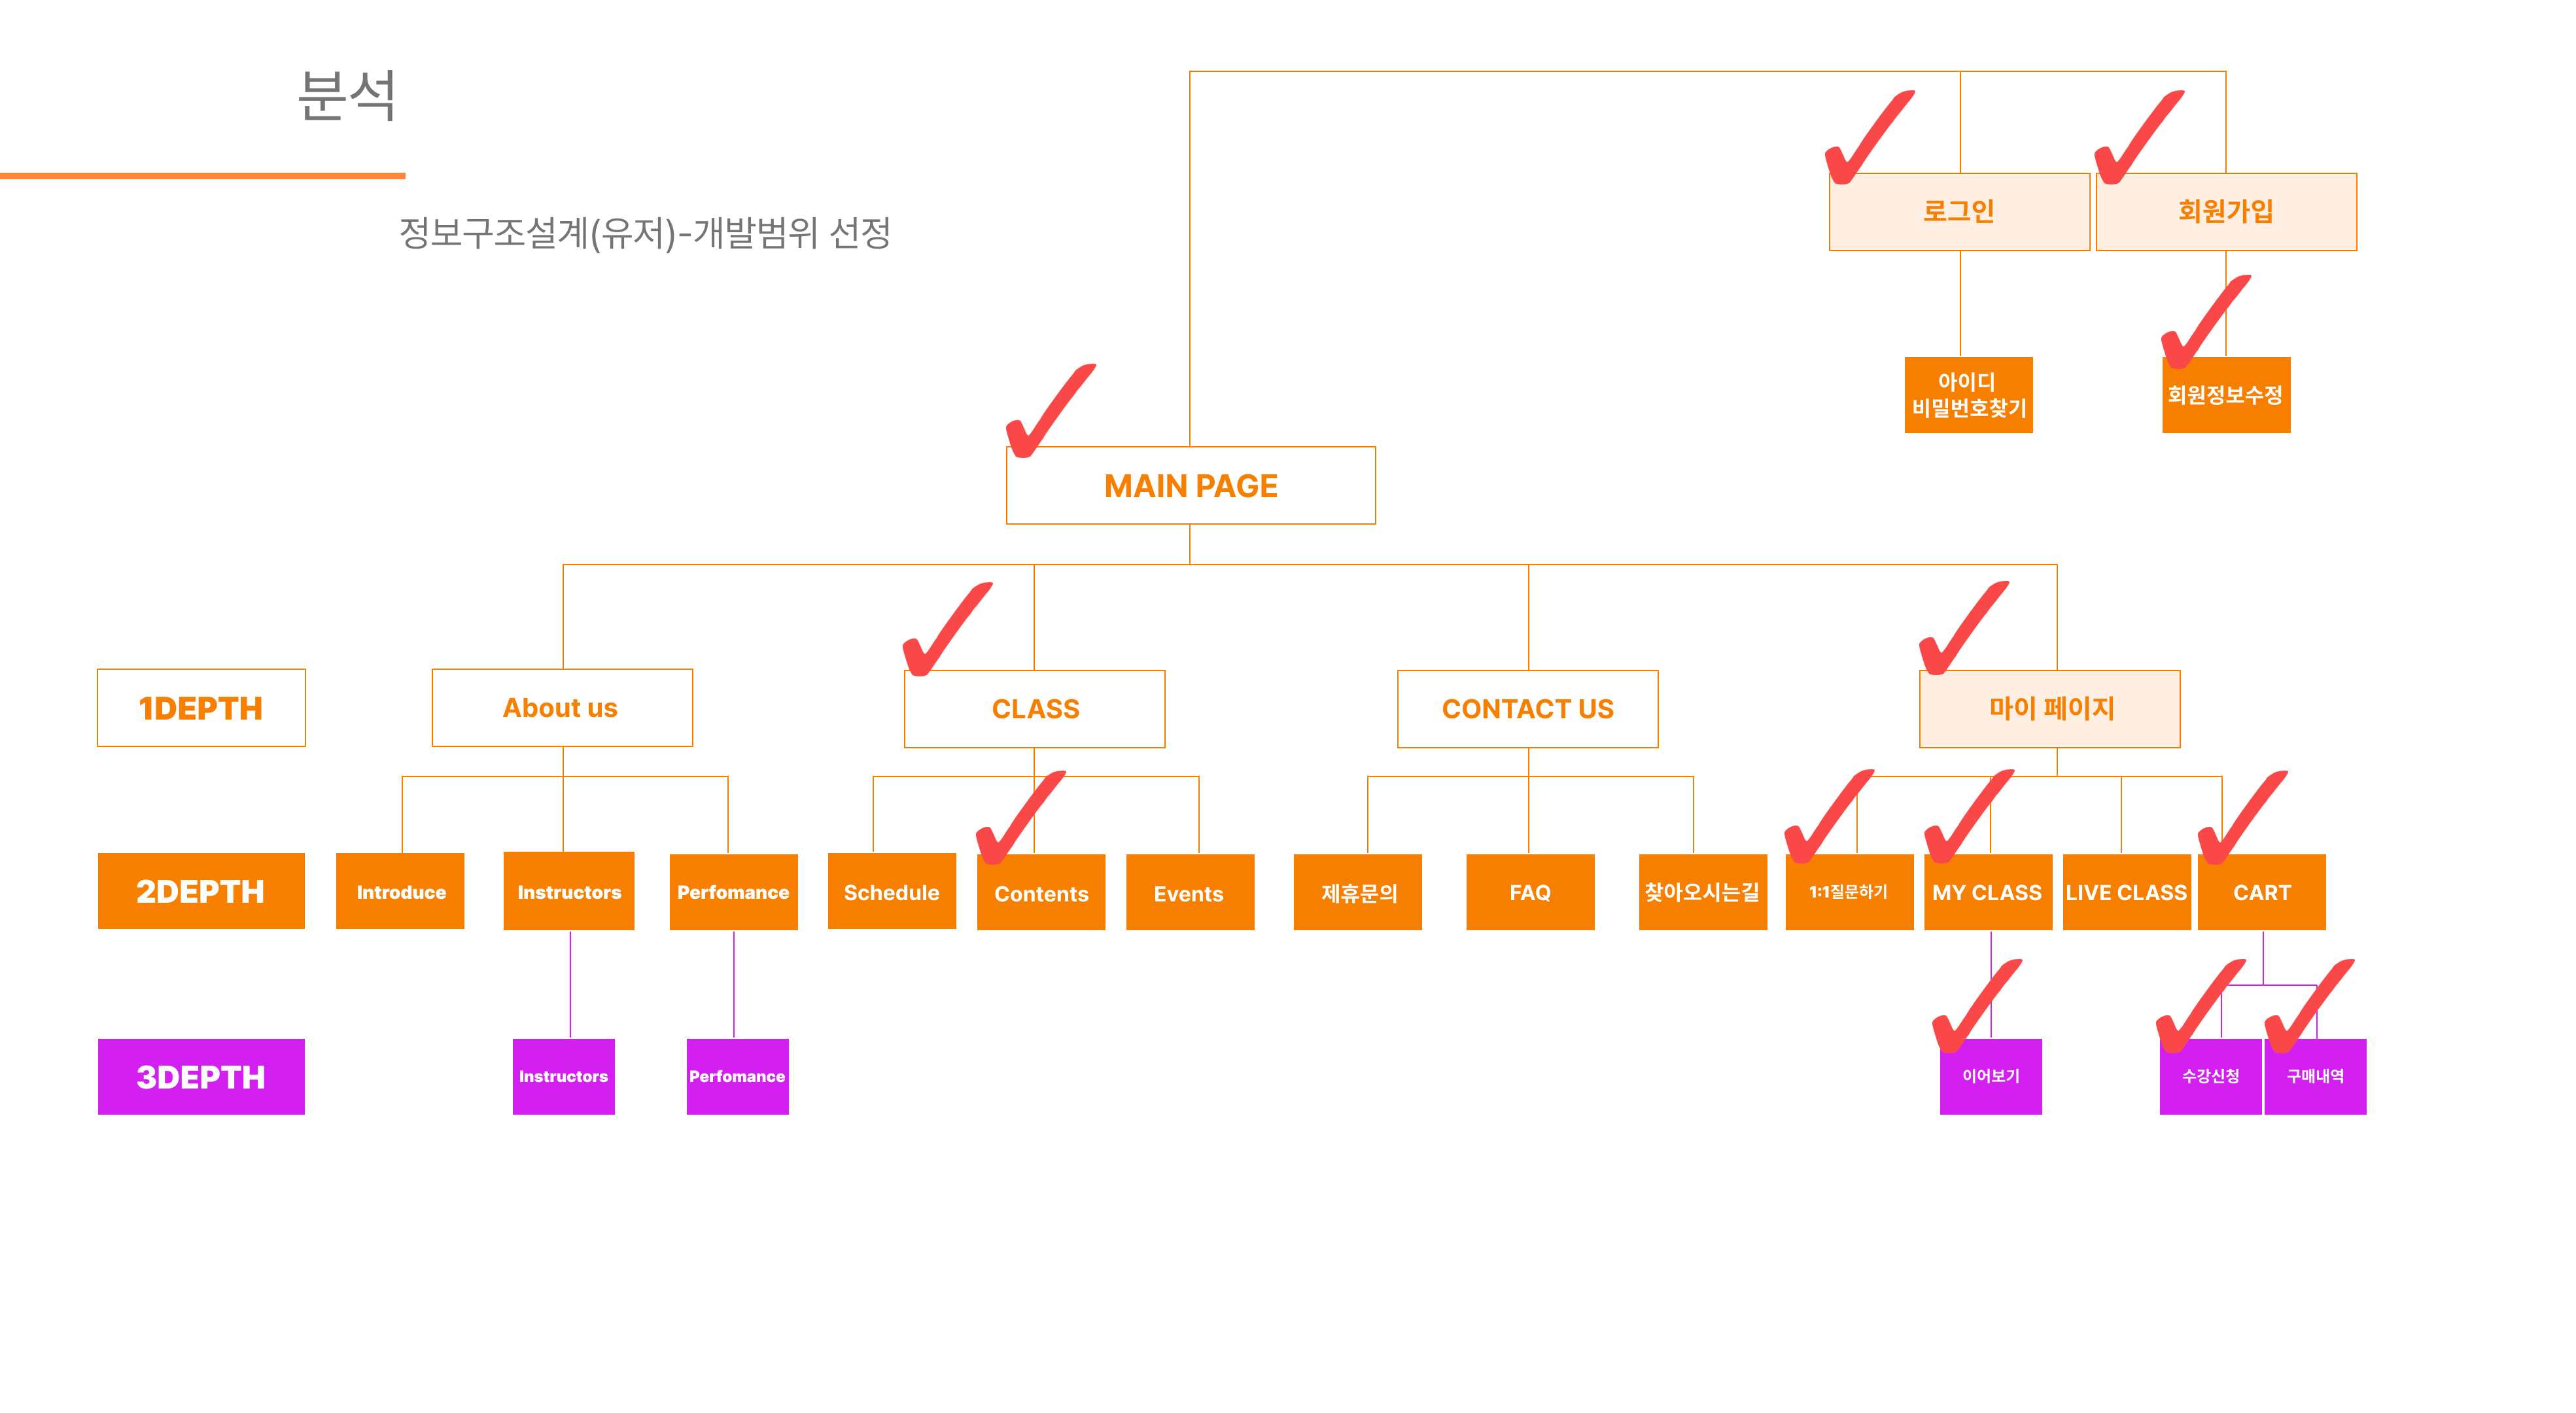 분석
정보구조설계(유저)-개발범위 선정
로그인
회원가입
아이디
비밀번호찾기
회원정보수정
MAIN PAGE
1DEPTH
About us
CLASS
CONTACT US
마이 페이지
2DEPTH
Introduce
Instructors
Perfomance
Schedule
Contents
Events
제휴문의
FAQ
찾아오시는길
1:1질문하기
MY CLASS
LIVE CLASS
CART
3DEPTH
Instructors
Perfomance
이어보기
수강신청
구매내역